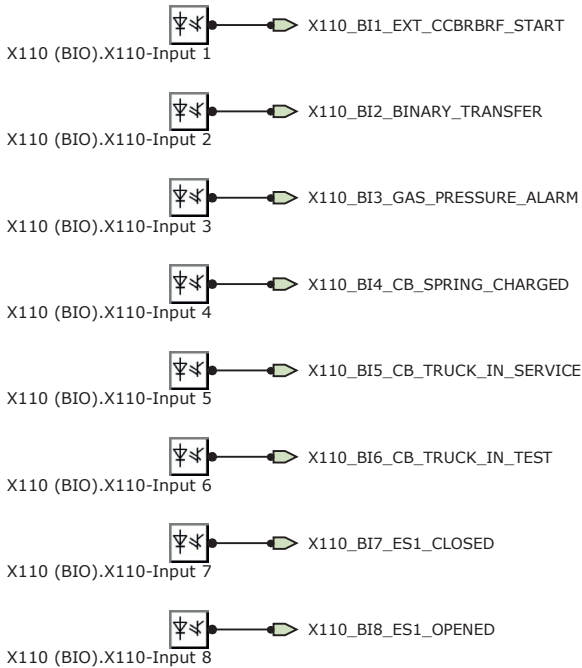 X110_BI1_EXT_CCBRBRF_START
X110 (BIO).X110-Input 1
X110_BI2_BINARY_TRANSFER
X110 (BIO).X110-Input 2
X110_BI3_GAS_PRESSURE_ALARM
X110 (BIO).X110-Input 3
X110_BI4_CB_SPRING_CHARGED
X110 (BIO).X110-Input 4
X110_BI5_CB_TRUCK_IN_SERVICE
X110 (BIO).X110-Input 5
X110_BI6_CB_TRUCK_IN_TEST
X110 (BIO).X110-Input 6
X110_BI7_ES1_CLOSED
X110 (BIO).X110-Input 7
X110_BI8_ES1_OPENED
X110 (BIO).X110-Input 8